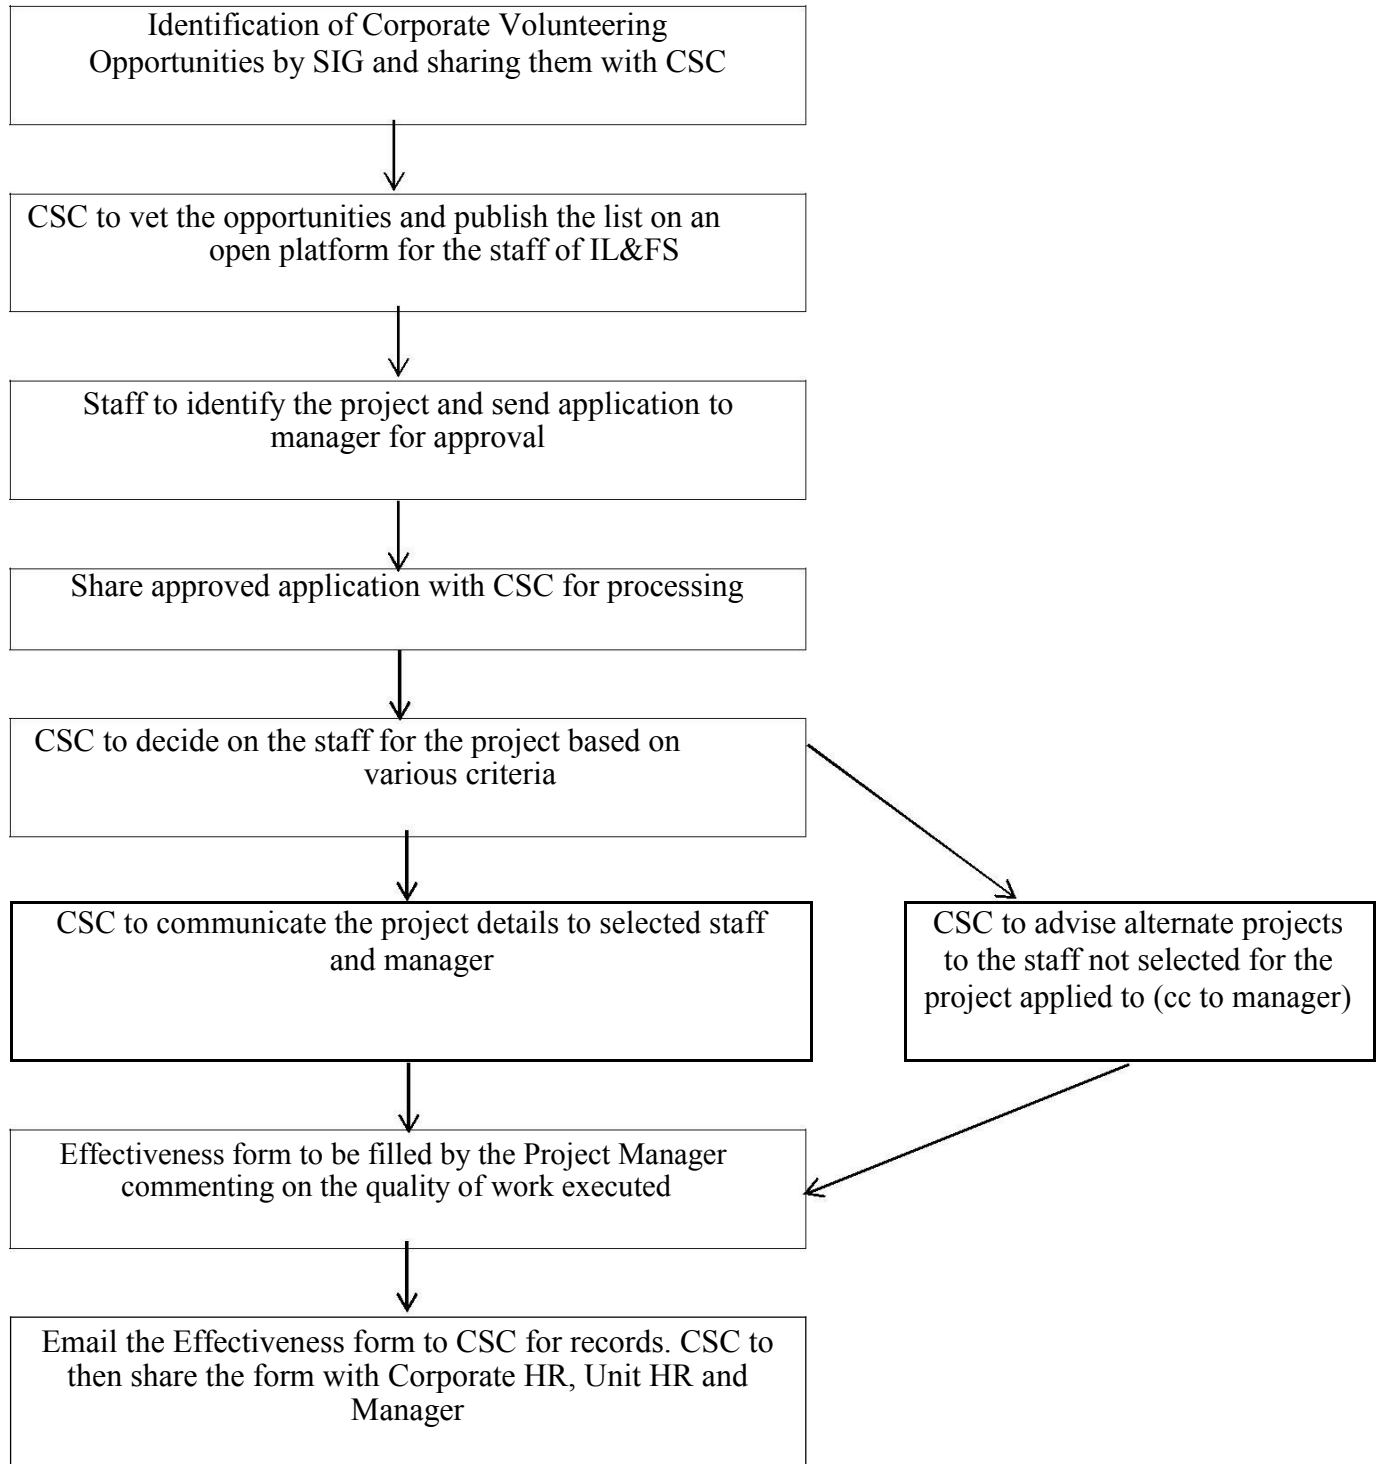 Identification of Corporate Volunteering
Opportunities by SIG and sharing them with CSC
CSC to vet the opportunities and publish the list on an
open platform for the staff of IL&FS
Staff to identify the project and send application to
manager for approval
Share approved application with CSC for processing
CSC to decide on the staff for the project based on
various criteria
CSC to communicate the project details to selected staff
and manager
CSC to advise alternate projects
to the staff not selected for the
project applied to (cc to manager)
Effectiveness form to be filled by the Project Manager
commenting on the quality of work executed
Email the Effectiveness form to CSC for records. CSC to
then share the form with Corporate HR, Unit HR and
Manager